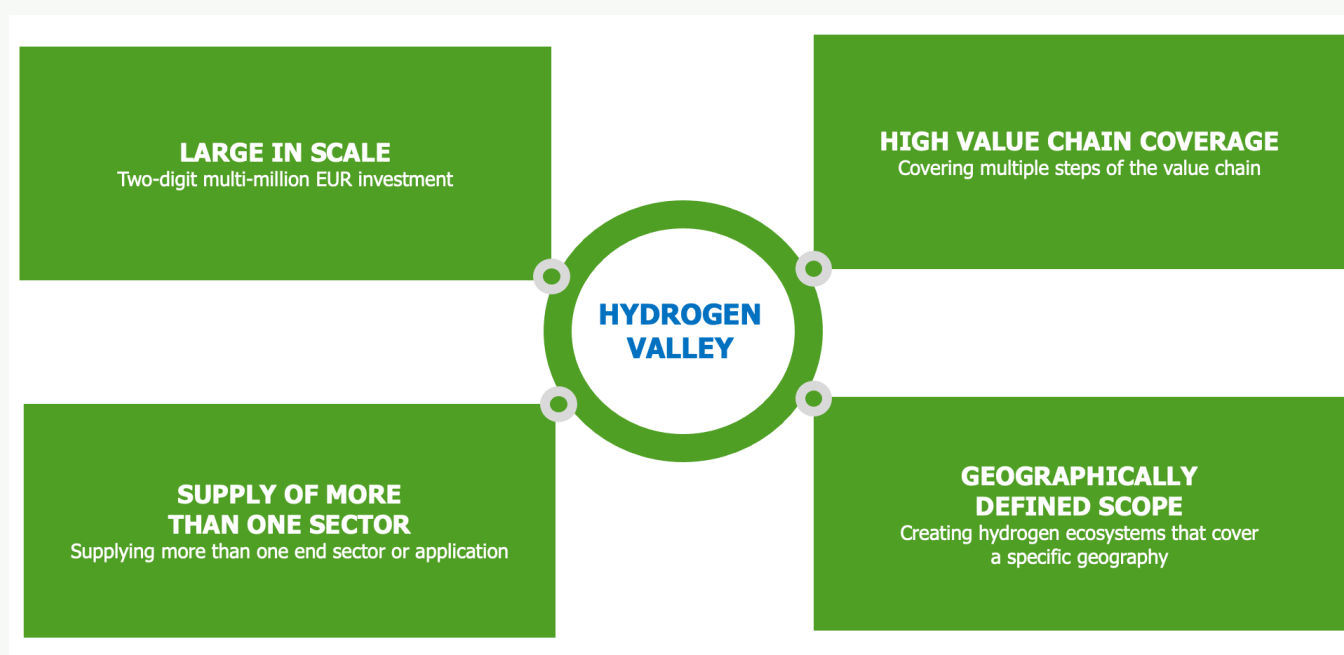 LARGE IN SCALE
Two-digit multi-million EUR investment
HIGH VALUE CHAIN COVERAGE
Covering multiple steps of the value chain
HYDROGEN
VALLEY
SUPPLY OF MORE
THAN ONE SECTOR
Supplying more than one end sector or application
GEOGRAPHICALLY
DEFINED SCOPE
Creating hydrogen ecosystems that cover
a specific geography